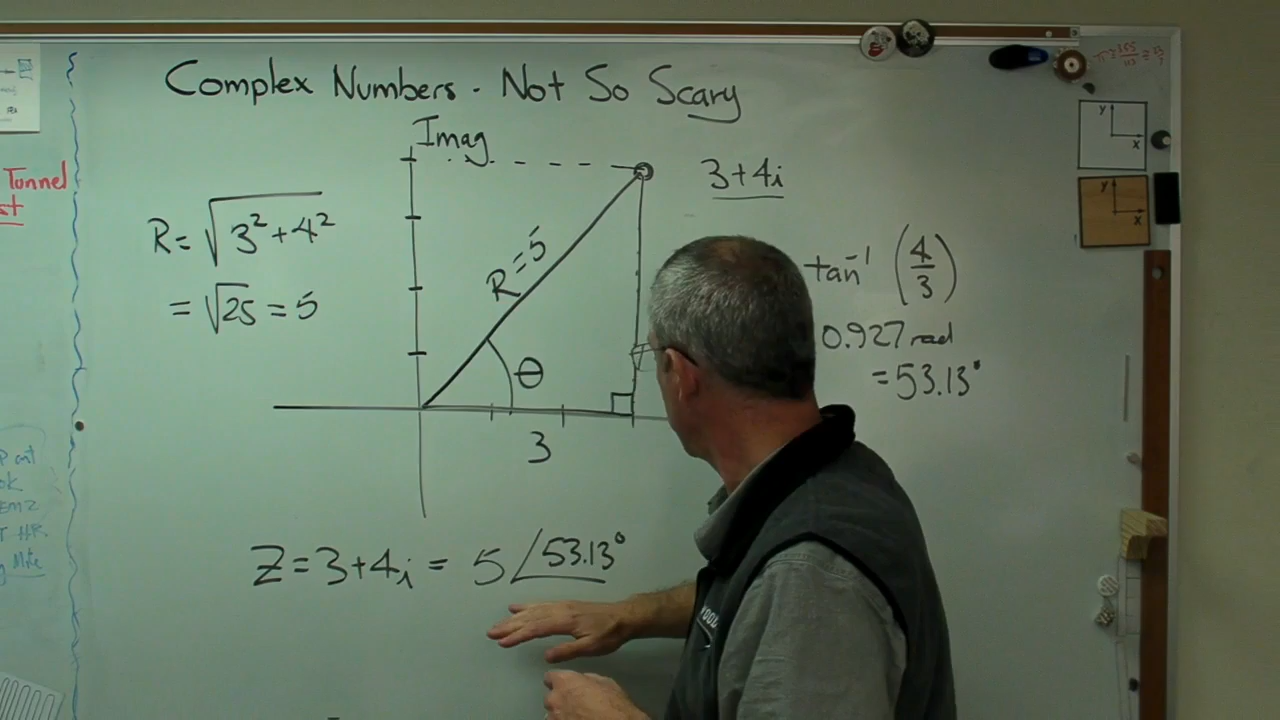 Complex Numbers - Not So Scary
Imag
3+4i
Tunnel
R = √3²+4²
= √25 = 5
R=5
θ
3
tan⁻¹ (4/3)
0.927 rad
= 53.13°
Z = 3+4i = 5∠53.13°
y
x
y
x